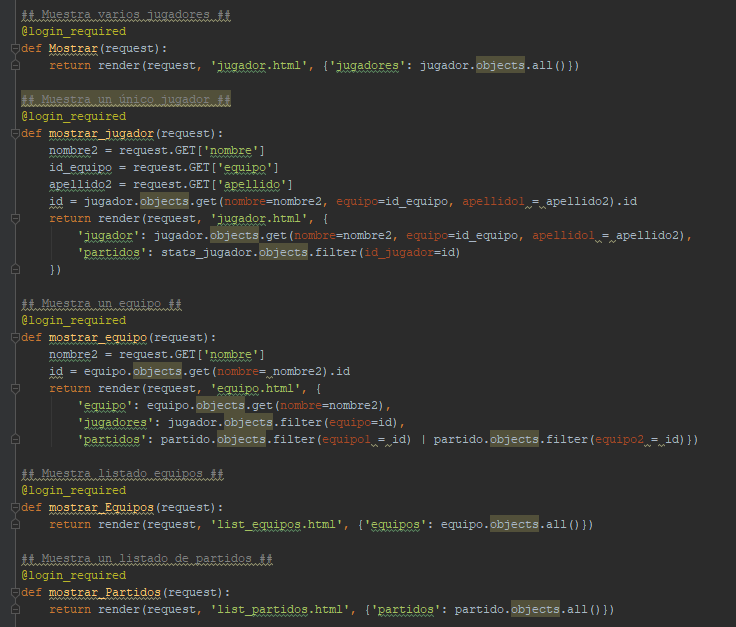 ## Muestra varios jugadores ##
@login_required
def Mostrar(request):
    return render(request, 'jugador.html', {'jugadores': jugador.objects.all()})
## Muestra un único jugador ##
@login_required
def mostrar_jugador(request):
    nombre2 = request.GET['nombre']
    id_equipo = request.GET['equipo']
    apellido2 = request.GET['apellido']
    id = jugador.objects.get(nombre=nombre2, equipo=id_equipo, apellido1 = apellido2).id
    return render(request, 'jugador.html', {
        'jugador': jugador.objects.get(nombre=nombre2, equipo=id_equipo, apellido1 = apellido2),
        'partidos': stats_jugador.objects.filter(id_jugador=id)
    })
## Muestra un equipo ##
@login_required
def mostrar_equipo(request):
    nombre2 = request.GET['nombre']
    id = equipo.objects.get(nombre= nombre2).id
    return render(request, 'equipo.html', {
        'equipo': equipo.objects.get(nombre=nombre2),
        'jugadores': jugador.objects.filter(equipo=id),
        'partidos': partido.objects.filter(equipo1 = id) | partido.objects.filter(equipo2 = id)})
## Muestra listado equipos ##
@login_required
def mostrar_Equipos(request):
    return render(request, 'list_equipos.html', {'equipos': equipo.objects.all()})
## Muestra un listado de partidos ##
@login_required
def mostrar_Partidos(request):
    return render(request, 'list_partidos.html', {'partidos': partido.objects.all()})